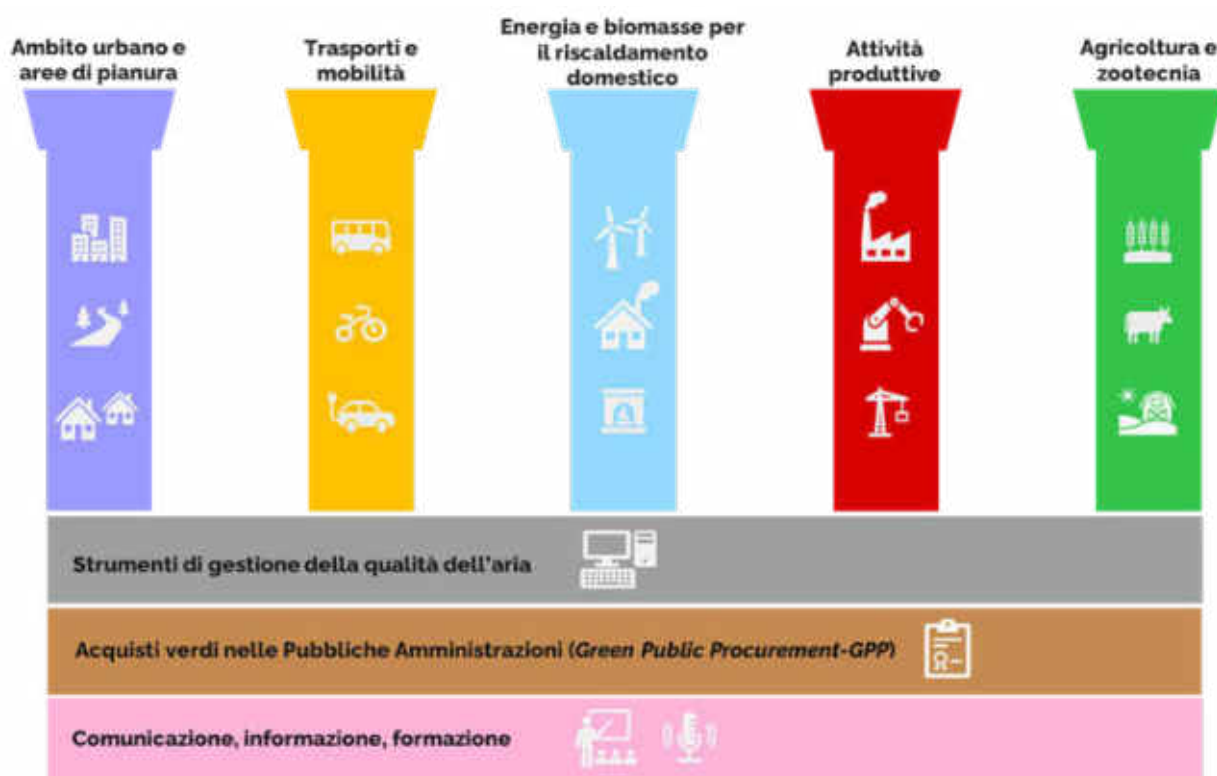 Ambito urbano e
aree di pianura
Trasporti e
mobilità
Energia e biomasse per
il riscaldamento
domestico
Attività
produttive
Agricoltura e
zootecnia
Strumenti di gestione della qualità dell'aria
Acquisti verdi nelle Pubbliche Amministrazioni (Green Public Procurement-GPP)
Comunicazione, informazione, formazione